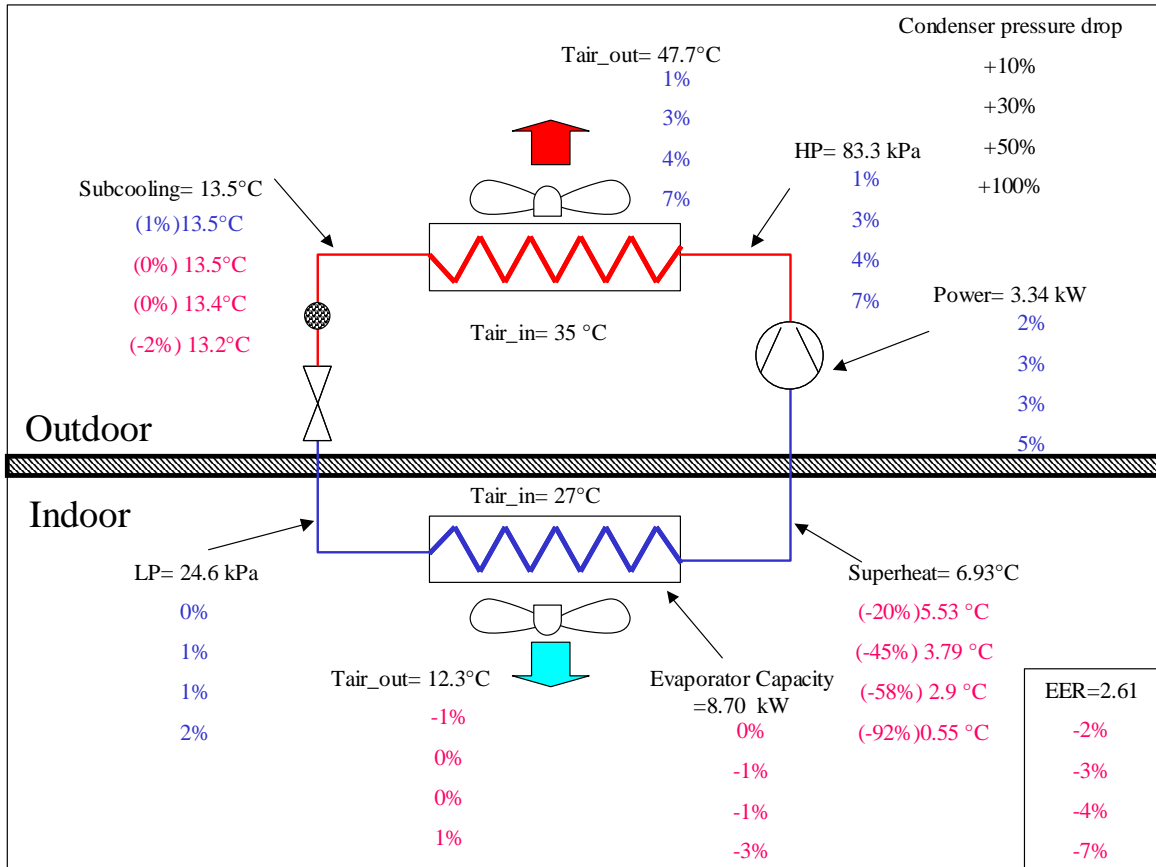 Condenser pressure drop
+10%
+30%
+50%
+100%
Tair_out= 47.7°C
1%
3%
4%
7%
HP= 83.3 kPa
1%
3%
4%
7%
Subcooling= 13.5°C
(1%)13.5°C
(0%) 13.5°C
(0%) 13.4°C
(-2%) 13.2°C
Tair_in= 35 °C
Power= 3.34 kW
2%
3%
3%
5%
Outdoor
Indoor
Tair_in= 27°C
LP= 24.6 kPa
0%
1%
1%
2%
Tair_out= 12.3°C
-1%
0%
0%
1%
Evaporator Capacity
=8.70 kW
0%
-1%
-1%
-3%
Superheat= 6.93°C
(-20%)5.53 °C
(-45%) 3.79 °C
(-58%) 2.9 °C
(-92%)0.55 °C
EER=2.61
-2%
-3%
-4%
-7%